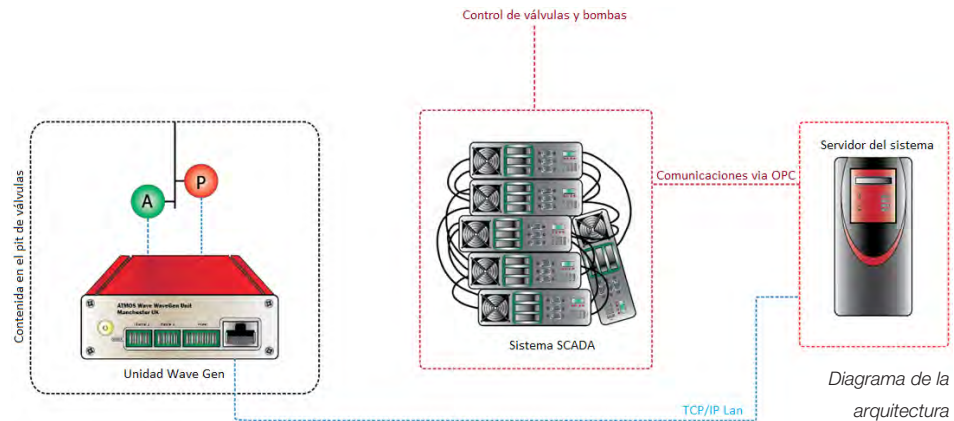 Control de válvulas y bombas
Contenida en el pit de válvulas
A
P
ATMOS Wave WaveGen Unit
Manchester UK
Unidad Wave Gen
Sistema SCADA
Comunicaciones via OPC
Servidor del sistema
TCP/IP Lan
Diagrama de la
arquitectura